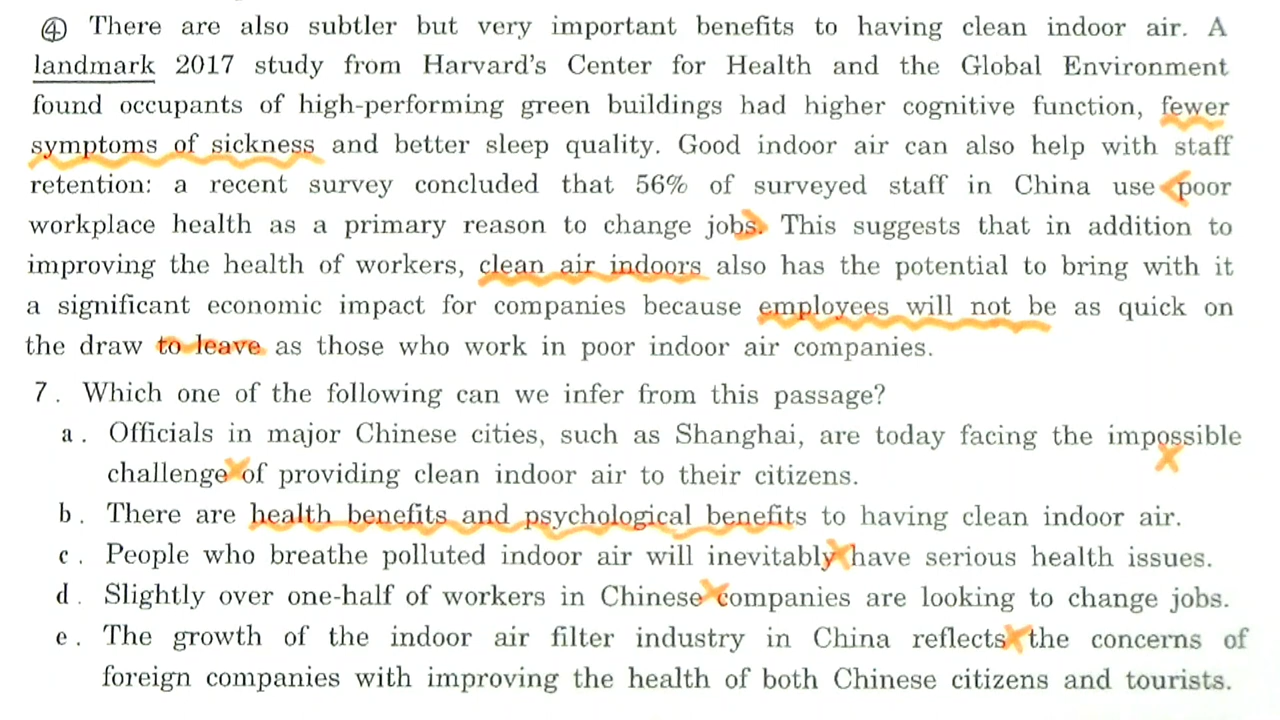 ④ There are also subtler but very important benefits to having clean indoor air. A
landmark 2017 study from Harvard's Center for Health and the Global Environment
found occupants of high-performing green buildings had higher cognitive function, fewer
symptoms of sickness and better sleep quality. Good indoor air can also help with staff
retention: a recent survey concluded that 56% of surveyed staff in China use poor
workplace health as a primary reason to change jobs. This suggests that in addition to
improving the health of workers, clean air indoors also has the potential to bring with it
a significant economic impact for companies because employees will not be as quick on
the draw to leave as those who work in poor indoor air companies.
7. Which one of the following can we infer from this passage?
a. Officials in major Chinese cities, such as Shanghai, are today facing the impossible
challenge of providing clean indoor air to their citizens.
b. There are health benefits and psychological benefits to having clean indoor air.
c. People who breathe polluted indoor air will inevitably have serious health issues.
d. Slightly over one-half of workers in Chinese companies are looking to change jobs.
e. The growth of the indoor air filter industry in China reflects the concerns of
foreign companies with improving the health of both Chinese citizens and tourists.